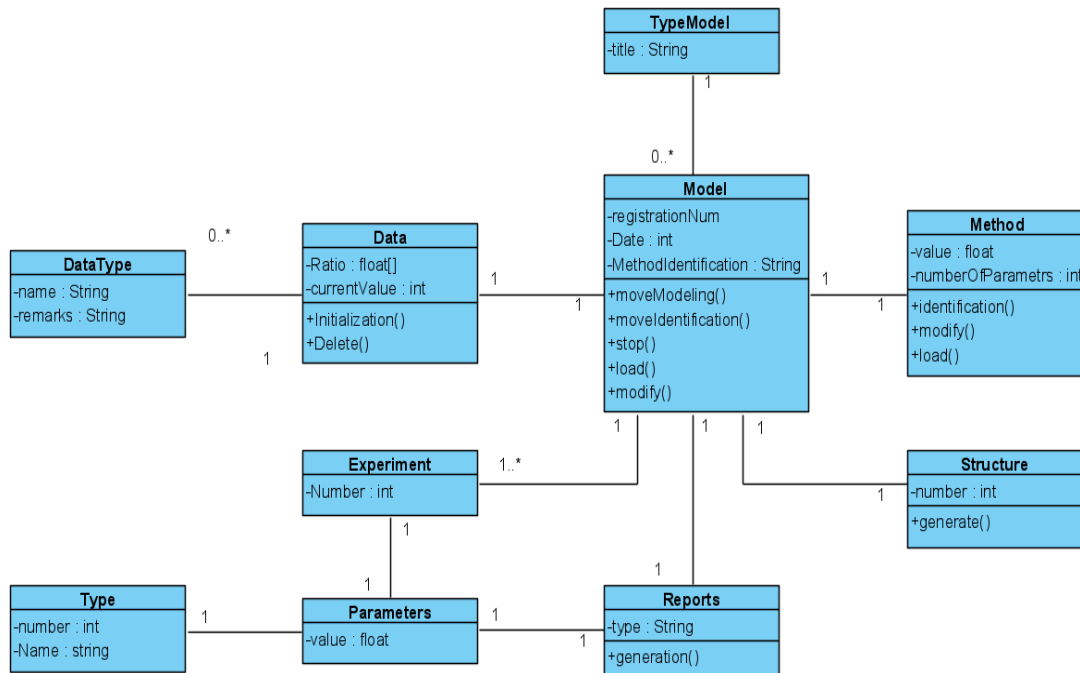 TypeModel
-title : String
1
0..*
Model
-registrationNum
-Date : int
-MethodIdentification : String
+moveModeling()
+moveIdentification()
+stop()
+load()
+modify()
0..*
DataType
-name : String
-remarks : String
1
Data
-Ratio : float[]
-currentValue : int
+Initialization()
+Delete()
1
1
1
1
Method
-value : float
-numberOfParametrs : int
+identification()
+modify()
+load()
1
1
1
1..*
Experiment
-Number : int
1
Structure
-number : int
+generate()
1
1
1
Type
-number : int
-Name : string
1
Parameters
-value : float
1
1
Reports
-type : String
+generation()